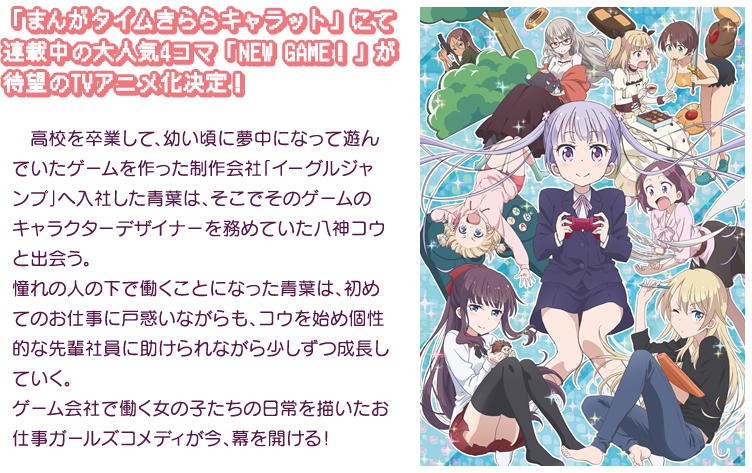 「まんがタイムきららキャラット」にて
連載中の大人気4コマ「NEW GAME！」が
待望のTVアニメ化決定！
高校を卒業して、幼い頃に夢中になって遊ん
でいたゲームを作った制作会社「イーグルジャ
ンプ」へ入社した青葉は、そこでそのゲームの
キャラクターデザイナーを務めていた八神コウ
と出会う。
憧れの人の下で働くことになった青葉は、初め
てのお仕事に戸惑いながらも、コウを始め個性
的な先輩社員に助けられながら少しずつ成長し
ていく。
ゲーム会社で働く女の子たちの日常を描いたお
仕事ガールズコメディが今、幕を開ける！